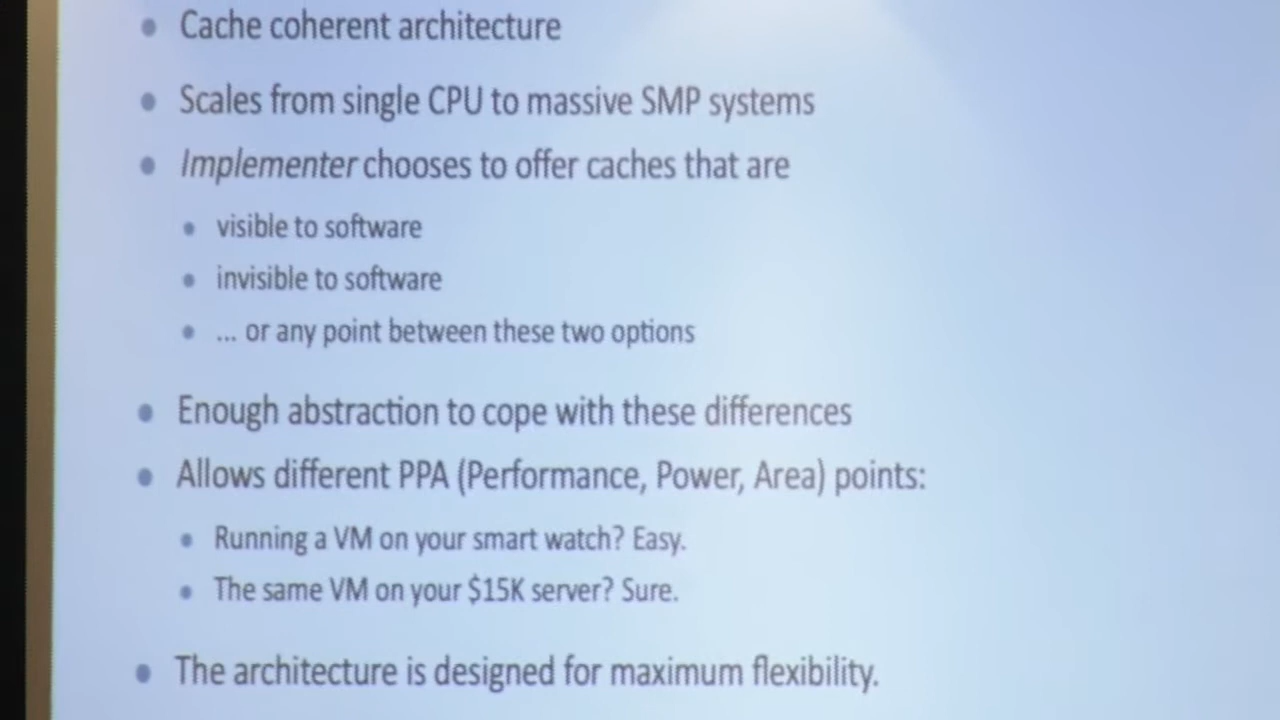 Cache coherent architecture
Scales from single CPU to massive SMP systems
Implementer chooses to offer caches that are
visible to software
invisible to software
... or any point between these two options
Enough abstraction to cope with these differences
Allows different PPA (Performance, Power, Area) points:
Running a VM on your smart watch? Easy.
The same VM on your $15K server? Sure.
The architecture is designed for maximum flexibility.